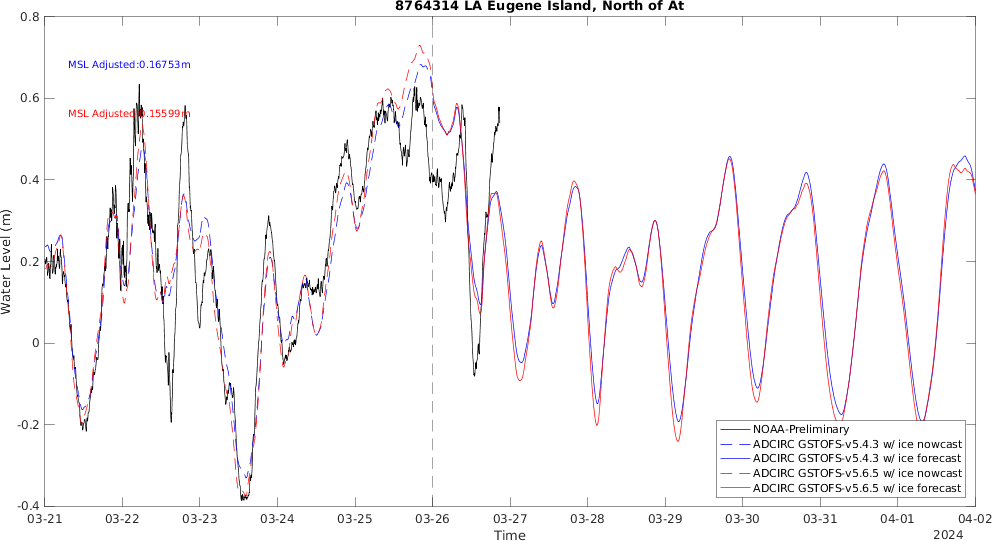 8764314 LA Eugene Island, North of At
MSL Adjusted:0.16753m
MSL Adjusted:0.15599m
Water Level (m)
0.8
0.6
0.4
0.2
0
-0.2
-0.4
NOAA-Preliminary
ADCIRC GSTOFS-v5.4.3 w/ ice nowcast
ADCIRC GSTOFS-v5.4.3 w/ ice forecast
ADCIRC GSTOFS-v5.6.5 w/ ice nowcast
ADCIRC GSTOFS-v5.6.5 w/ ice forecast
03-21 03-22 03-23 03-24 03-25 03-26 03-27 03-28 03-29 03-30 03-31 04-01 04-02
Time
2024